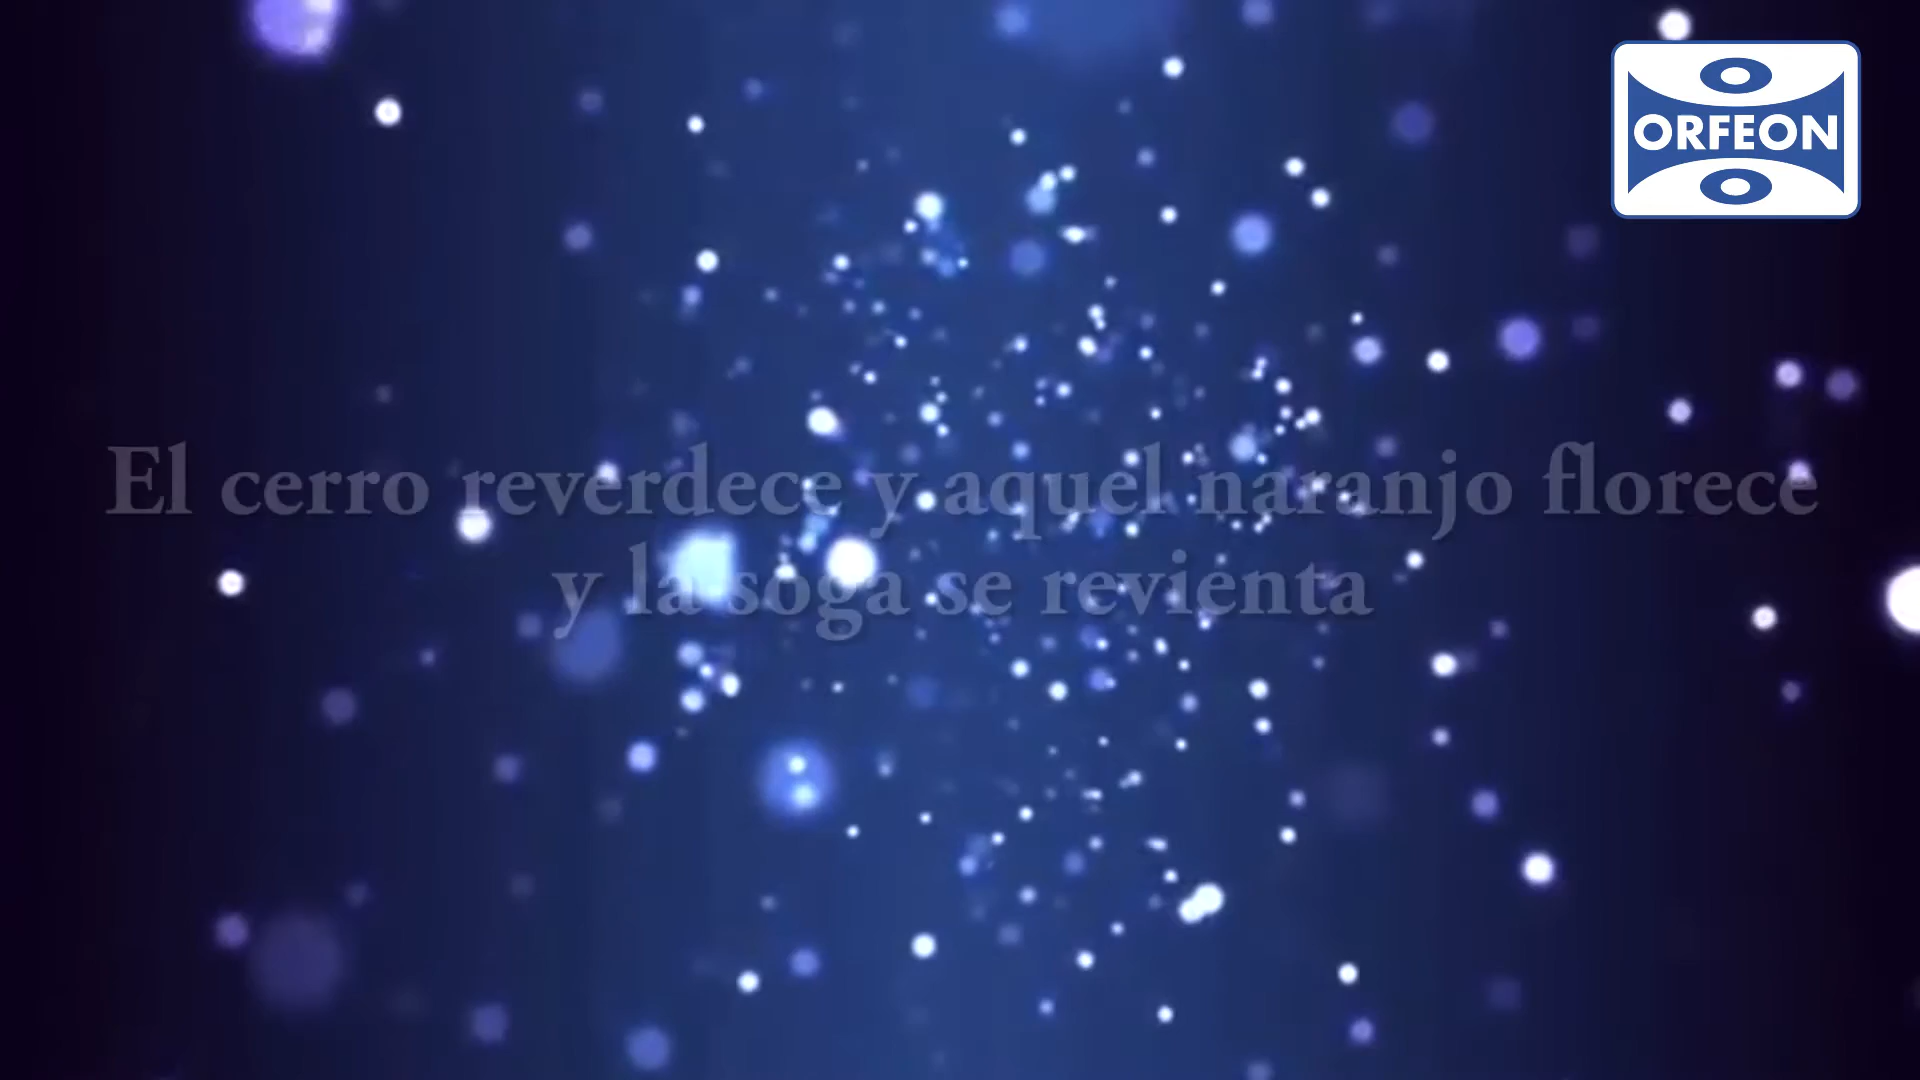 ORFEON
El cerro reverdece y aquel naranjo florece
y la soga se revienta